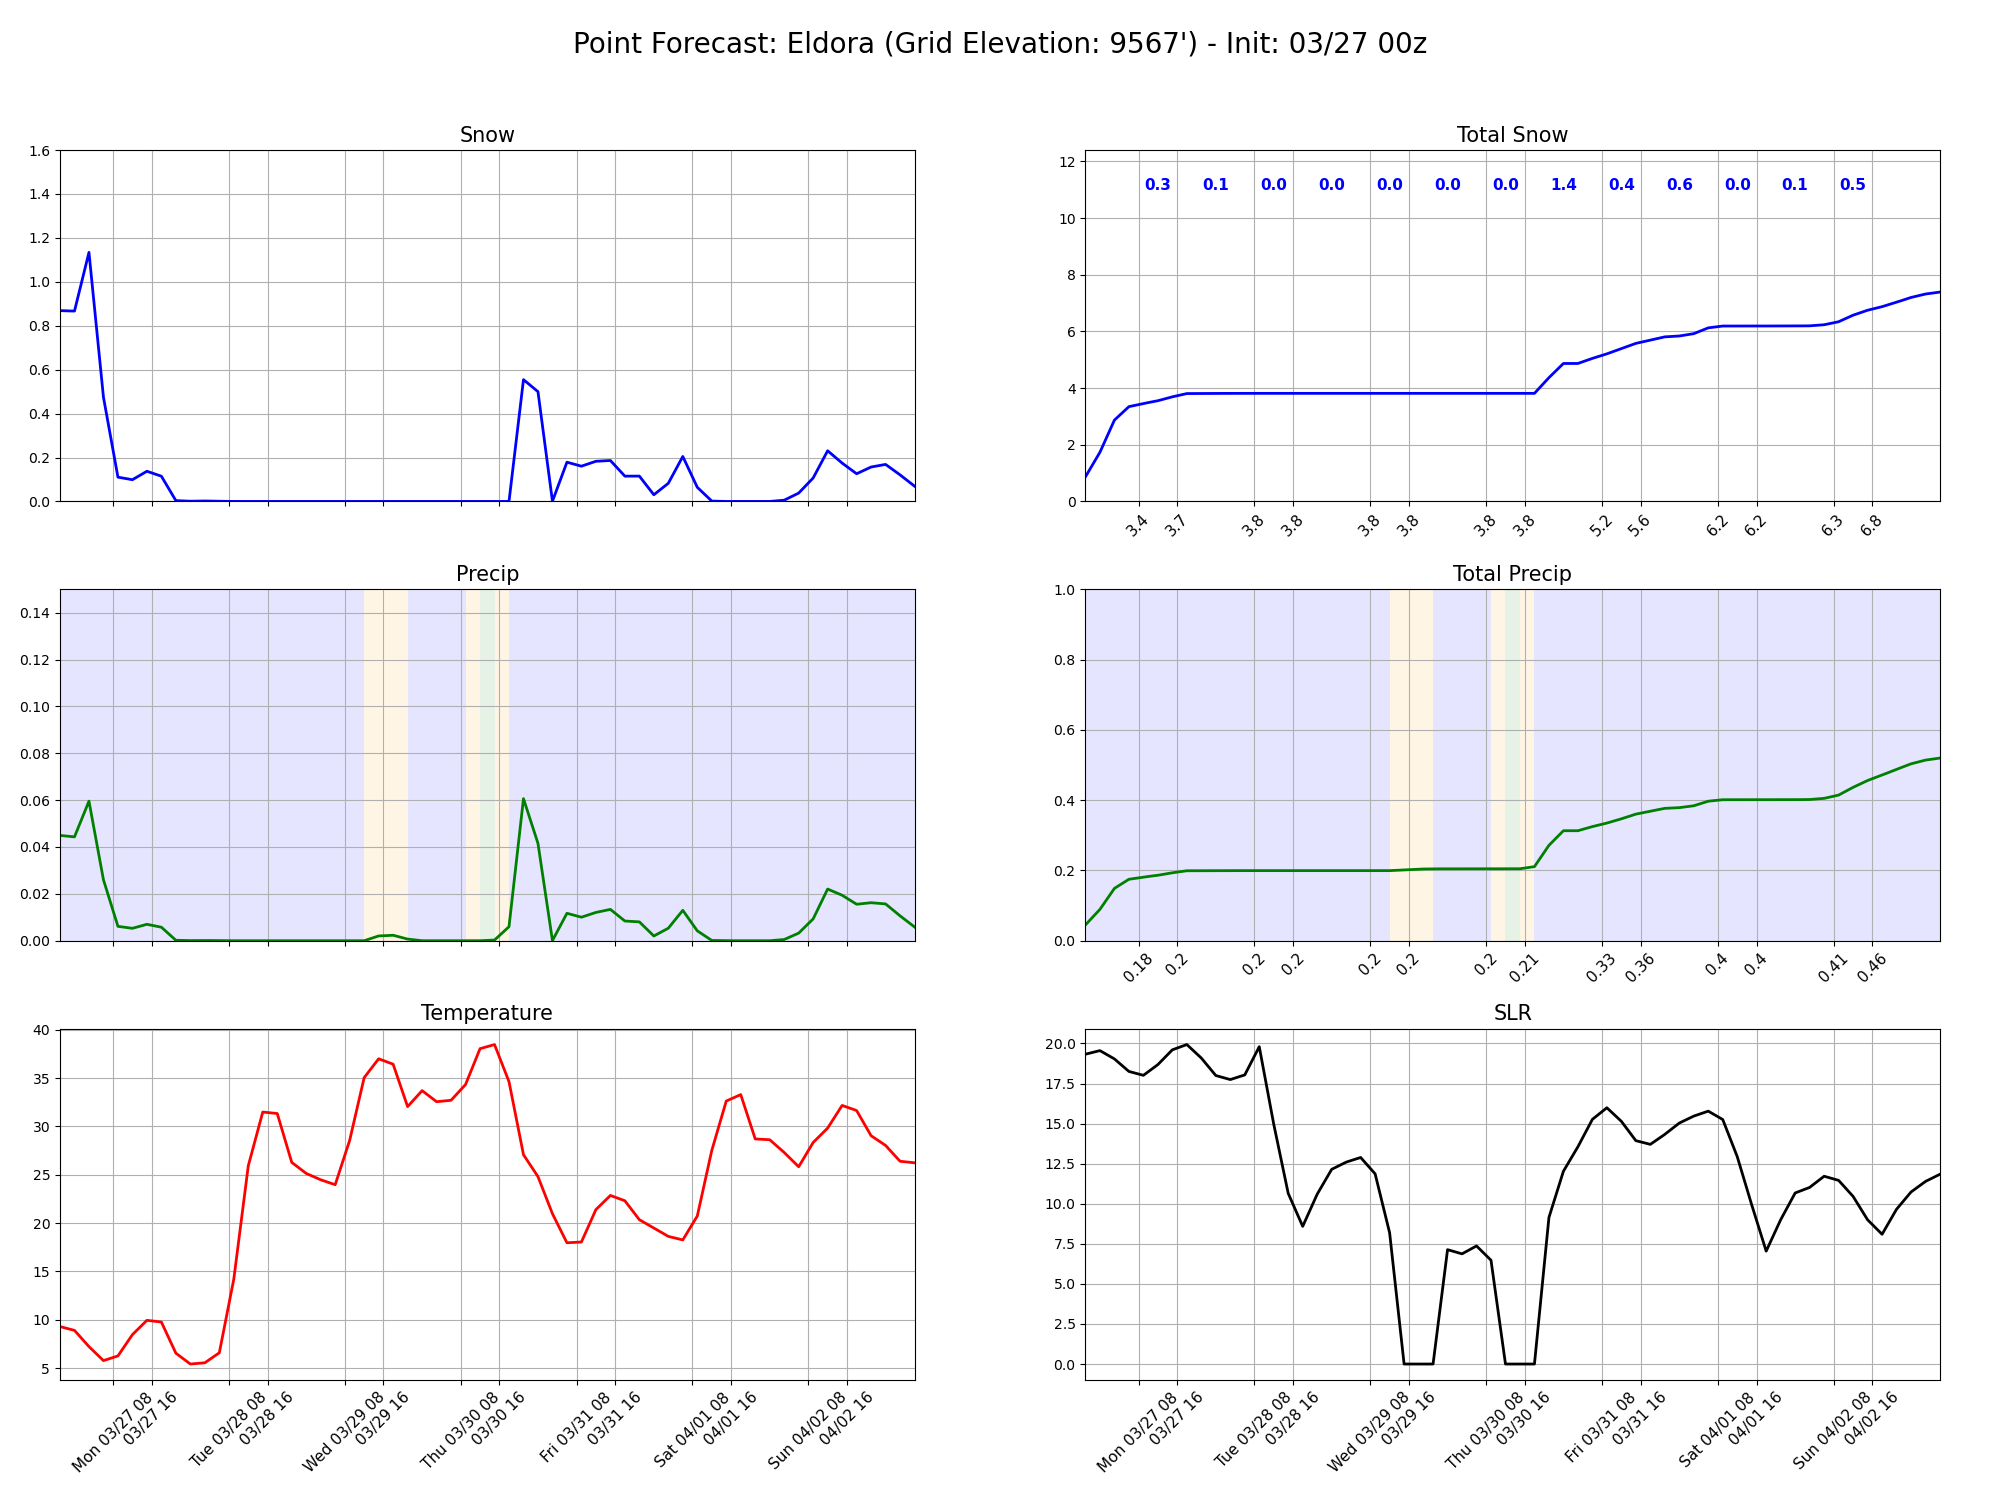 Point Forecast: Eldora (Grid Elevation: 9567') - Init: 03/27 00z
Snow
1.6
1.4
1.2
1.0
0.8
0.6
0.4
0.2
0.0
Total Snow
12
10
8
6
4
2
0
0.3 0.1 0.0 0.0 0.0 0.0 0.0 1.4 0.4 0.6 0.0 0.1 0.5
3.4 3.7 3.8 3.8 3.8 3.8 3.8 3.8 5.2 5.6 6.2 6.2 6.3 6.8
Precip
0.14
0.12
0.10
0.08
0.06
0.04
0.02
0.00
Total Precip
1.0
0.8
0.6
0.4
0.2
0.0
0.18 0.2 0.2 0.2 0.2 0.2 0.2 0.21 0.33 0.36 0.4 0.4 0.41 0.46
Temperature
40
35
30
25
20
15
10
5
Mon 03/27 08
03/27 16
Tue 03/28 08
03/28 16
Wed 03/29 08
03/29 16
Thu 03/30 08
03/30 16
Fri 03/31 08
03/31 16
Sat 04/01 08
04/01 16
Sun 04/02 08
04/02 16
SLR
20.0
17.5
15.0
12.5
10.0
7.5
5.0
2.5
0.0
Mon 03/27 08
03/27 16
Tue 03/28 08
03/28 16
Wed 03/29 08
03/29 16
Thu 03/30 08
03/30 16
Fri 03/31 08
03/31 16
Sat 04/01 08
04/01 16
Sun 04/02 08
04/02 16